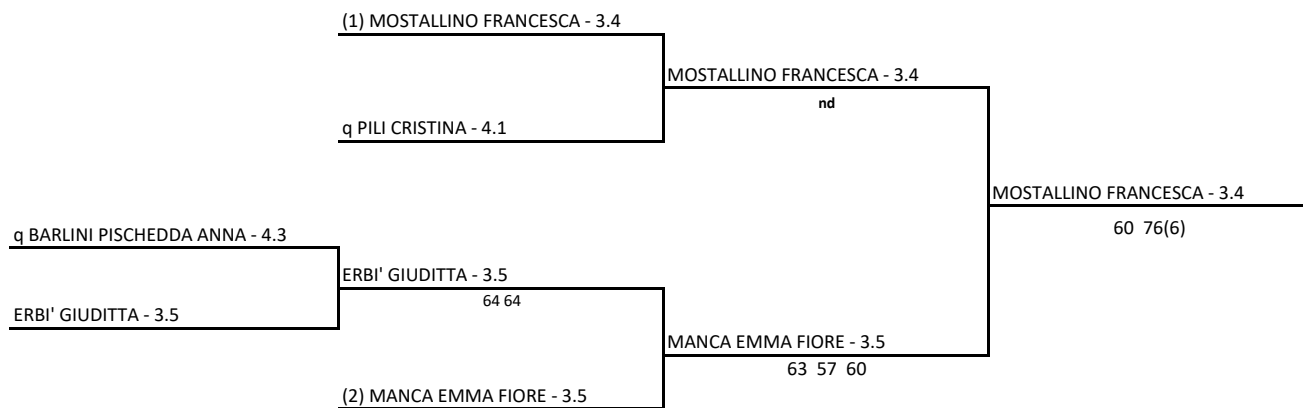 (1) MOSTALLINO FRANCESCA - 3.4
MOSTALLINO FRANCESCA - 3.4
nd
q PILI CRISTINA - 4.1
MOSTALLINO FRANCESCA - 3.4
60 76(6)
q BARLINI PISCHEDDA ANNA - 4.3
ERBI' GIUDITTA - 3.5
64 64
ERBI' GIUDITTA - 3.5
MANCA EMMA FIORE - 3.5
63 57 60
(2) MANCA EMMA FIORE - 3.5